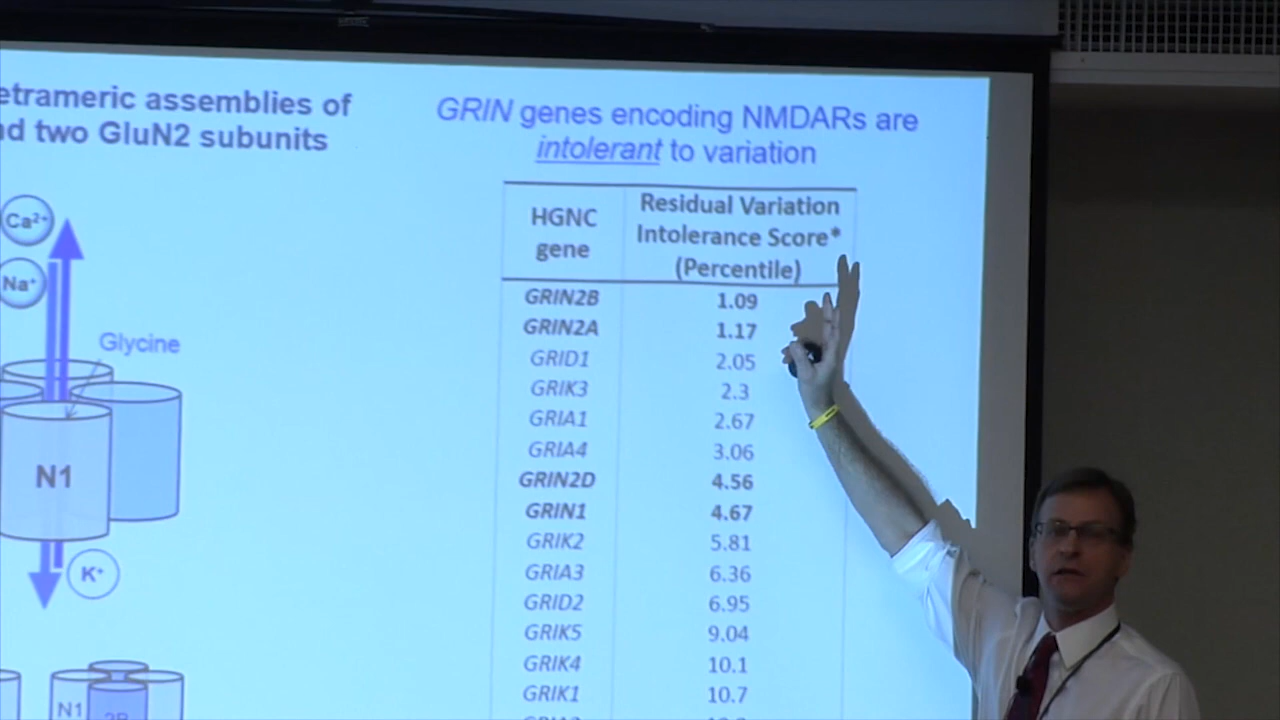 etrameric assemblies of
d two GluN2 subunits
Ca2+
Na+
Glycine
N1
K+
N1
2B
GRIN genes encoding NMDARs are
intolerant to variation
HGNC gene
Residual Variation Intolerance Score* (Percentile)
GRIN2B 1.09
GRIN2A 1.17
GRID1 2.05
GRIK3 2.3
GRIA1 2.67
GRIA4 3.06
GRIN2D 4.56
GRIN1 4.67
GRIK2 5.81
GRIA3 6.36
GRID2 6.95
GRIK5 9.04
GRIK4 10.1
GRIK1 10.7